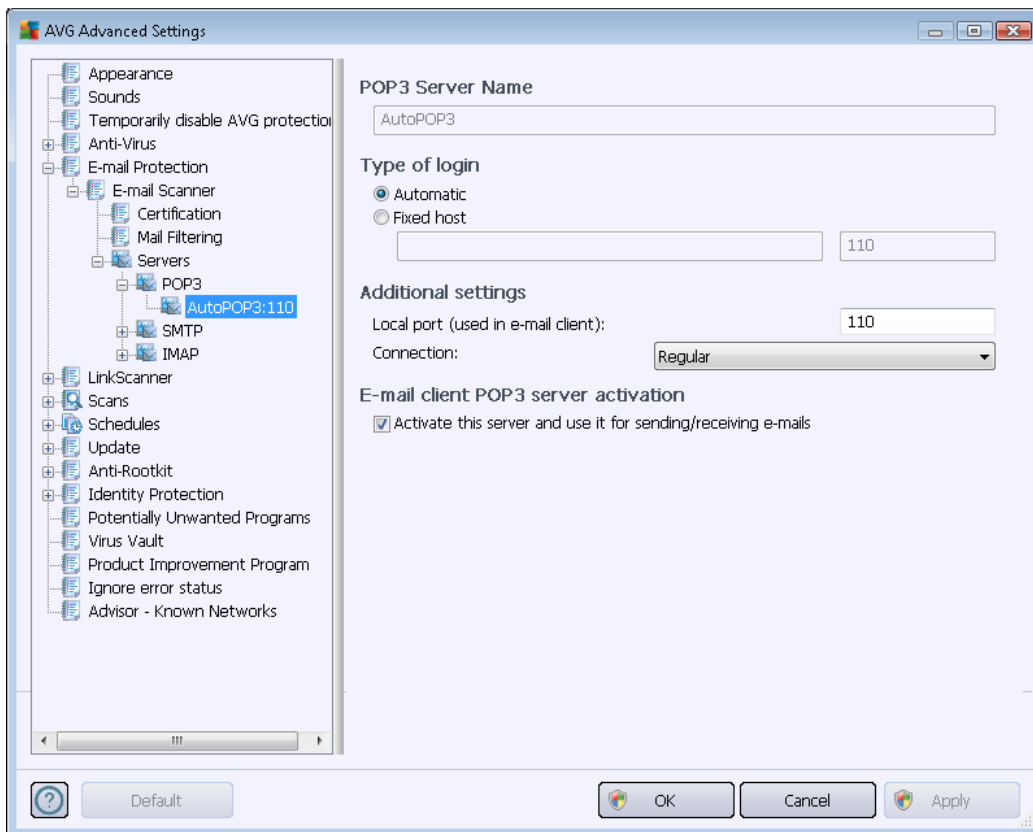 AVG Advanced Settings
Appearance
Sounds
Temporarily disable AVG protection
Anti-Virus
E-mail Protection
E-mail Scanner
Certification
Mail Filtering
Servers
POP3
AutoPOP3:110
SMTP
IMAP
LinkScanner
Scans
Schedules
Update
Anti-Rootkit
Identity Protection
Potentially Unwanted Programs
Virus Vault
Product Improvement Program
Ignore error status
Advisor - Known Networks
POP3 Server Name
AutoPOP3
Type of login
Automatic
Fixed host
110
Additional settings
Local port (used in e-mail client): 110
Connection: Regular
E-mail client POP3 server activation
Activate this server and use it for sending/receiving e-mails
? Default OK Cancel Apply